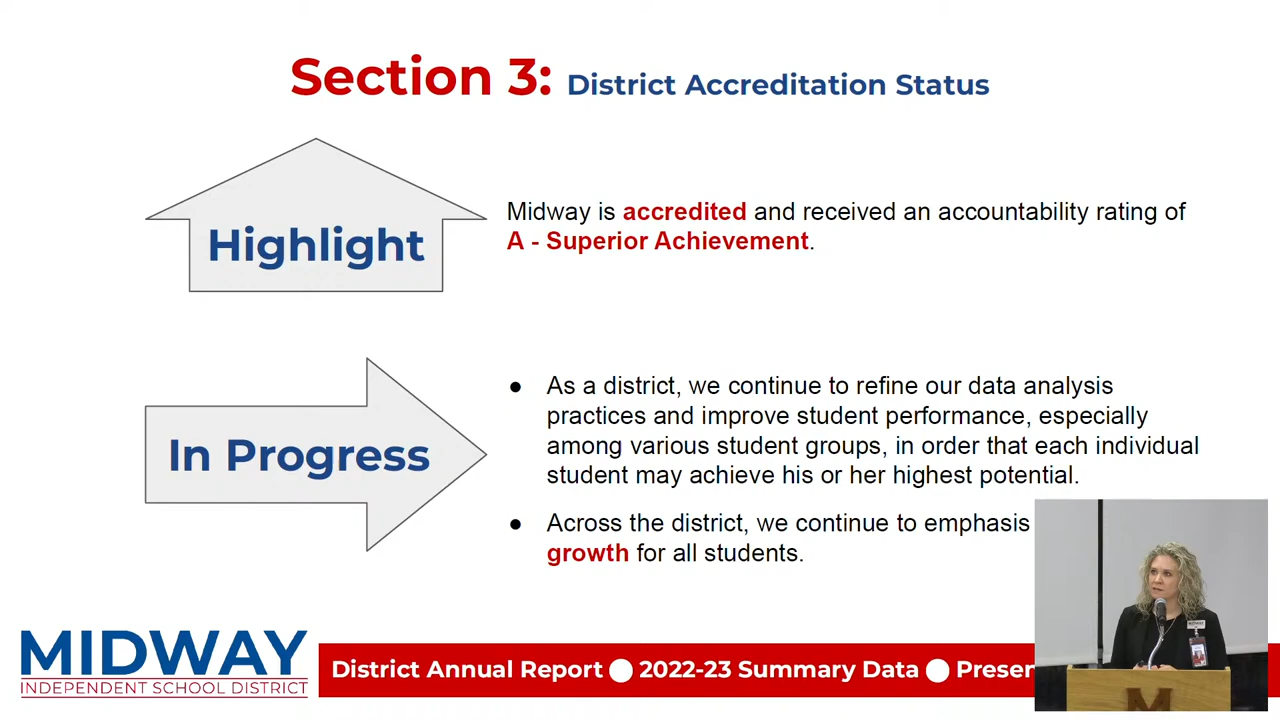 Section 3: District Accreditation Status
Highlight
Midway is accredited and received an accountability rating of
A - Superior Achievement.
In Progress
● As a district, we continue to refine our data analysis
practices and improve student performance, especially
among various student groups, in order that each individual
student may achieve his or her highest potential.
● Across the district, we continue to emphasis
growth for all students.
MIDWAY
INDEPENDENT SCHOOL DISTRICT
District Annual Report ● 2022-23 Summary Data ● Presen
M